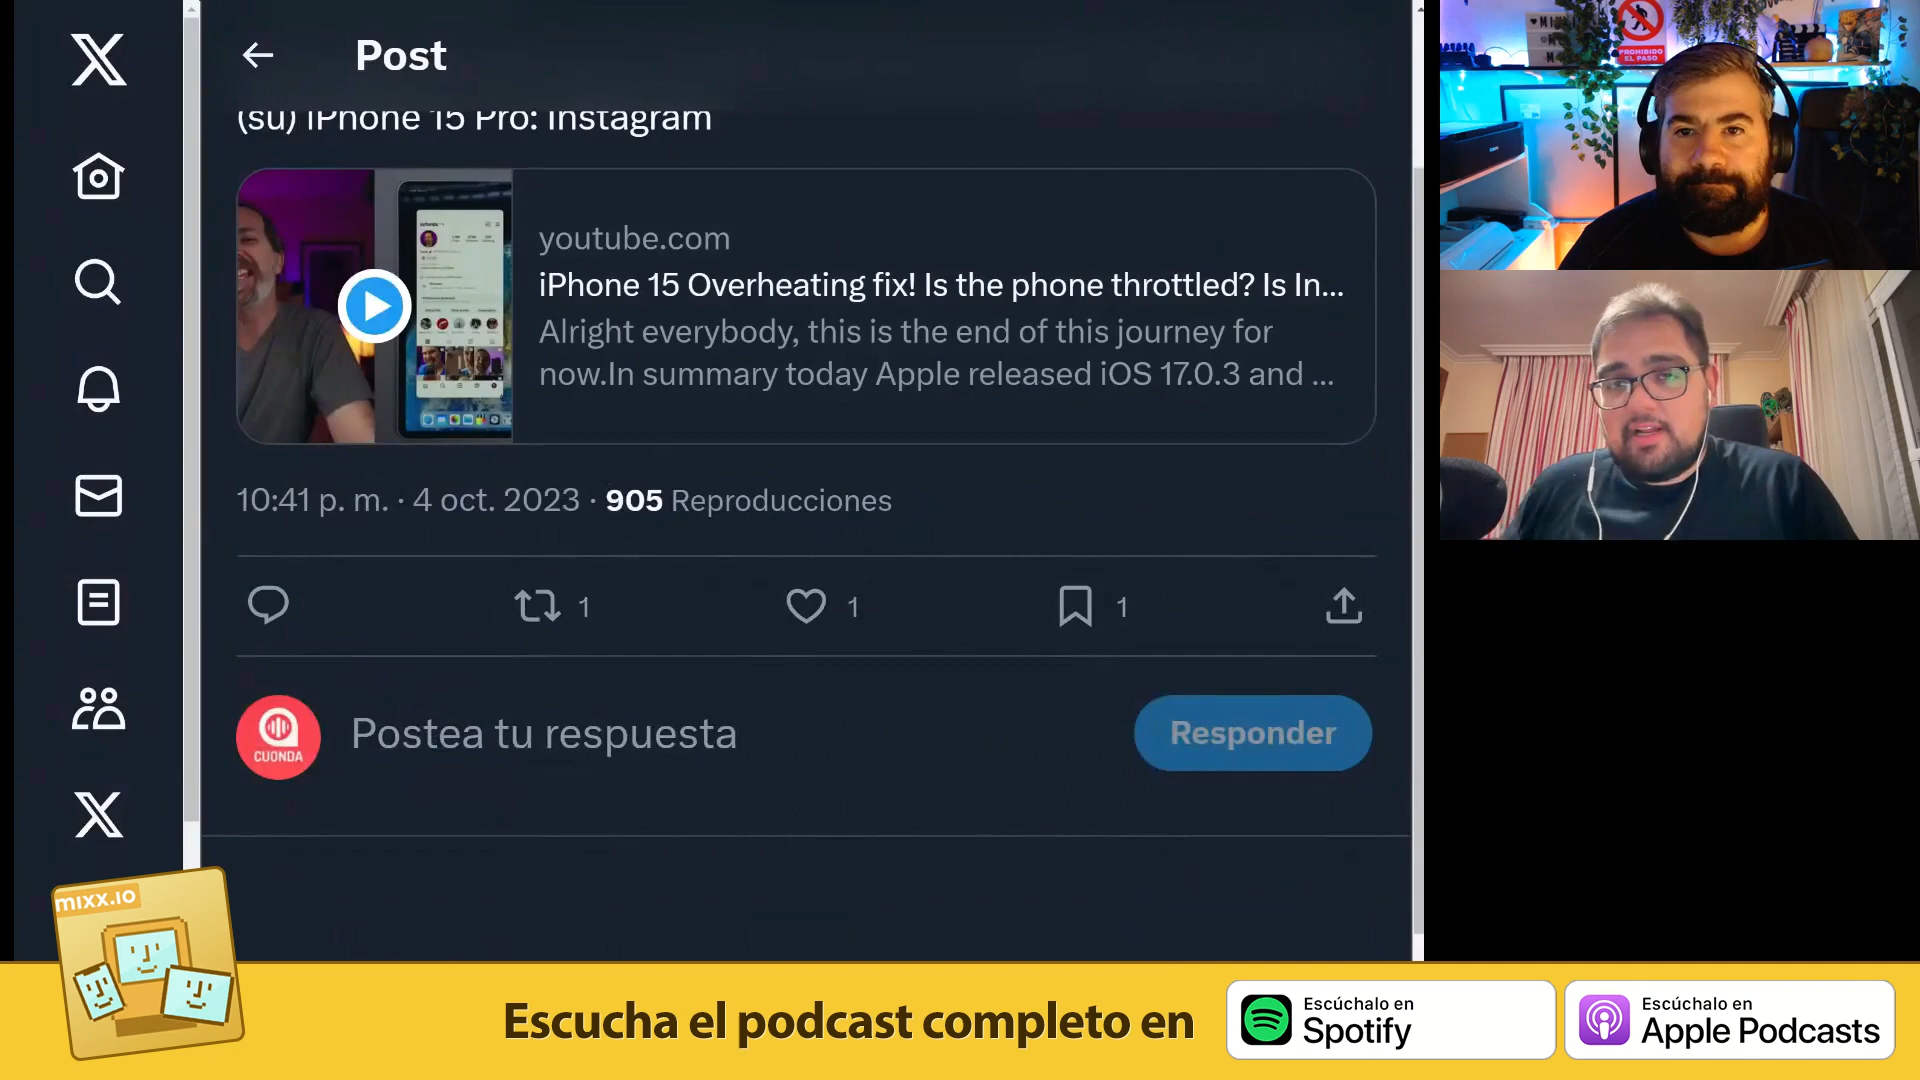 Post
(su) iPhone 15 Pro: Instagram
youtube.com
iPhone 15 Overheating fix! Is the phone throttled? Is In...
Alright everybody, this is the end of this journey for
now.In summary today Apple released iOS 17.0.3 and ...
10:41 p. m. · 4 oct. 2023 · 905 Reproducciones
1
1
1
CUONDA
Postea tu respuesta
Responder
PROHIBIDO
EL PASO
mixx.io
Escucha el podcast completo en
Escúchalo en
Spotify
Escúchalo en
Apple Podcasts